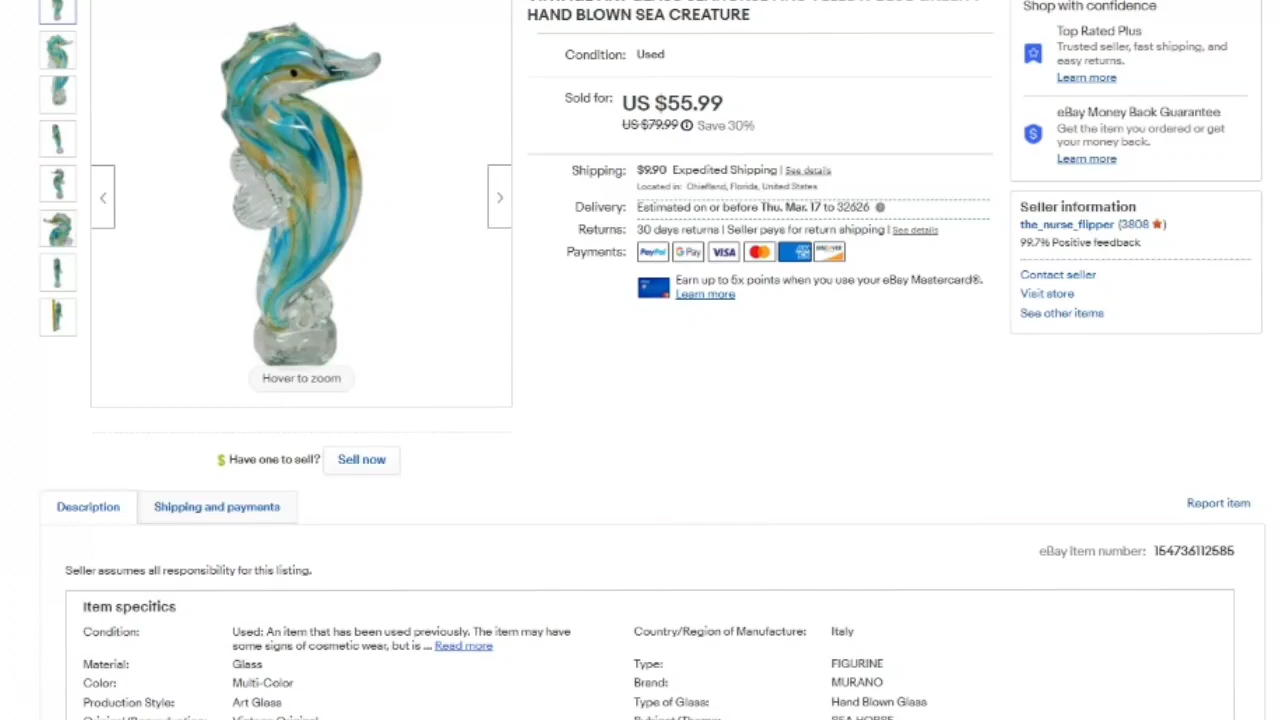 HAND BLOWN SEA CREATURE
Condition: Used
Sold for: US $55.99
US $79.99 Save 30%
Shipping: $9.90 Expedited Shipping | See details
Located in: Chiefland, Florida, United States
Delivery: Estimated on or before Thu. Mar. 17 to 32626
Returns: 30 days returns | Seller pays for return shipping | See details
Payments: PayPal G Pay VISA DISCOVER
Earn up to 5x points when you use your eBay Mastercard®.
Learn more
Shop with confidence
Top Rated Plus
Trusted seller, fast shipping, and
easy returns.
Learn more
eBay Money Back Guarantee
Get the item you ordered or get
your money back.
Learn more
Seller information
the_nurse_flipper (3808 ★)
99.7% Positive feedback
Contact seller
Visit store
See other items
Hover to zoom
$ Have one to sell? Sell now
Description
Shipping and payments
Report item
eBay item number: 154736112585
Seller assumes all responsibility for this listing.
Item specifics
Condition: Used: An item that has been used previously. The item may have
some signs of cosmetic wear, but is ... Read more
Country/Region of Manufacture: Italy
Material: Glass
Type: FIGURINE
Color: Multi-Color
Brand: MURANO
Production Style: Art Glass
Type of Glass: Hand Blown Glass